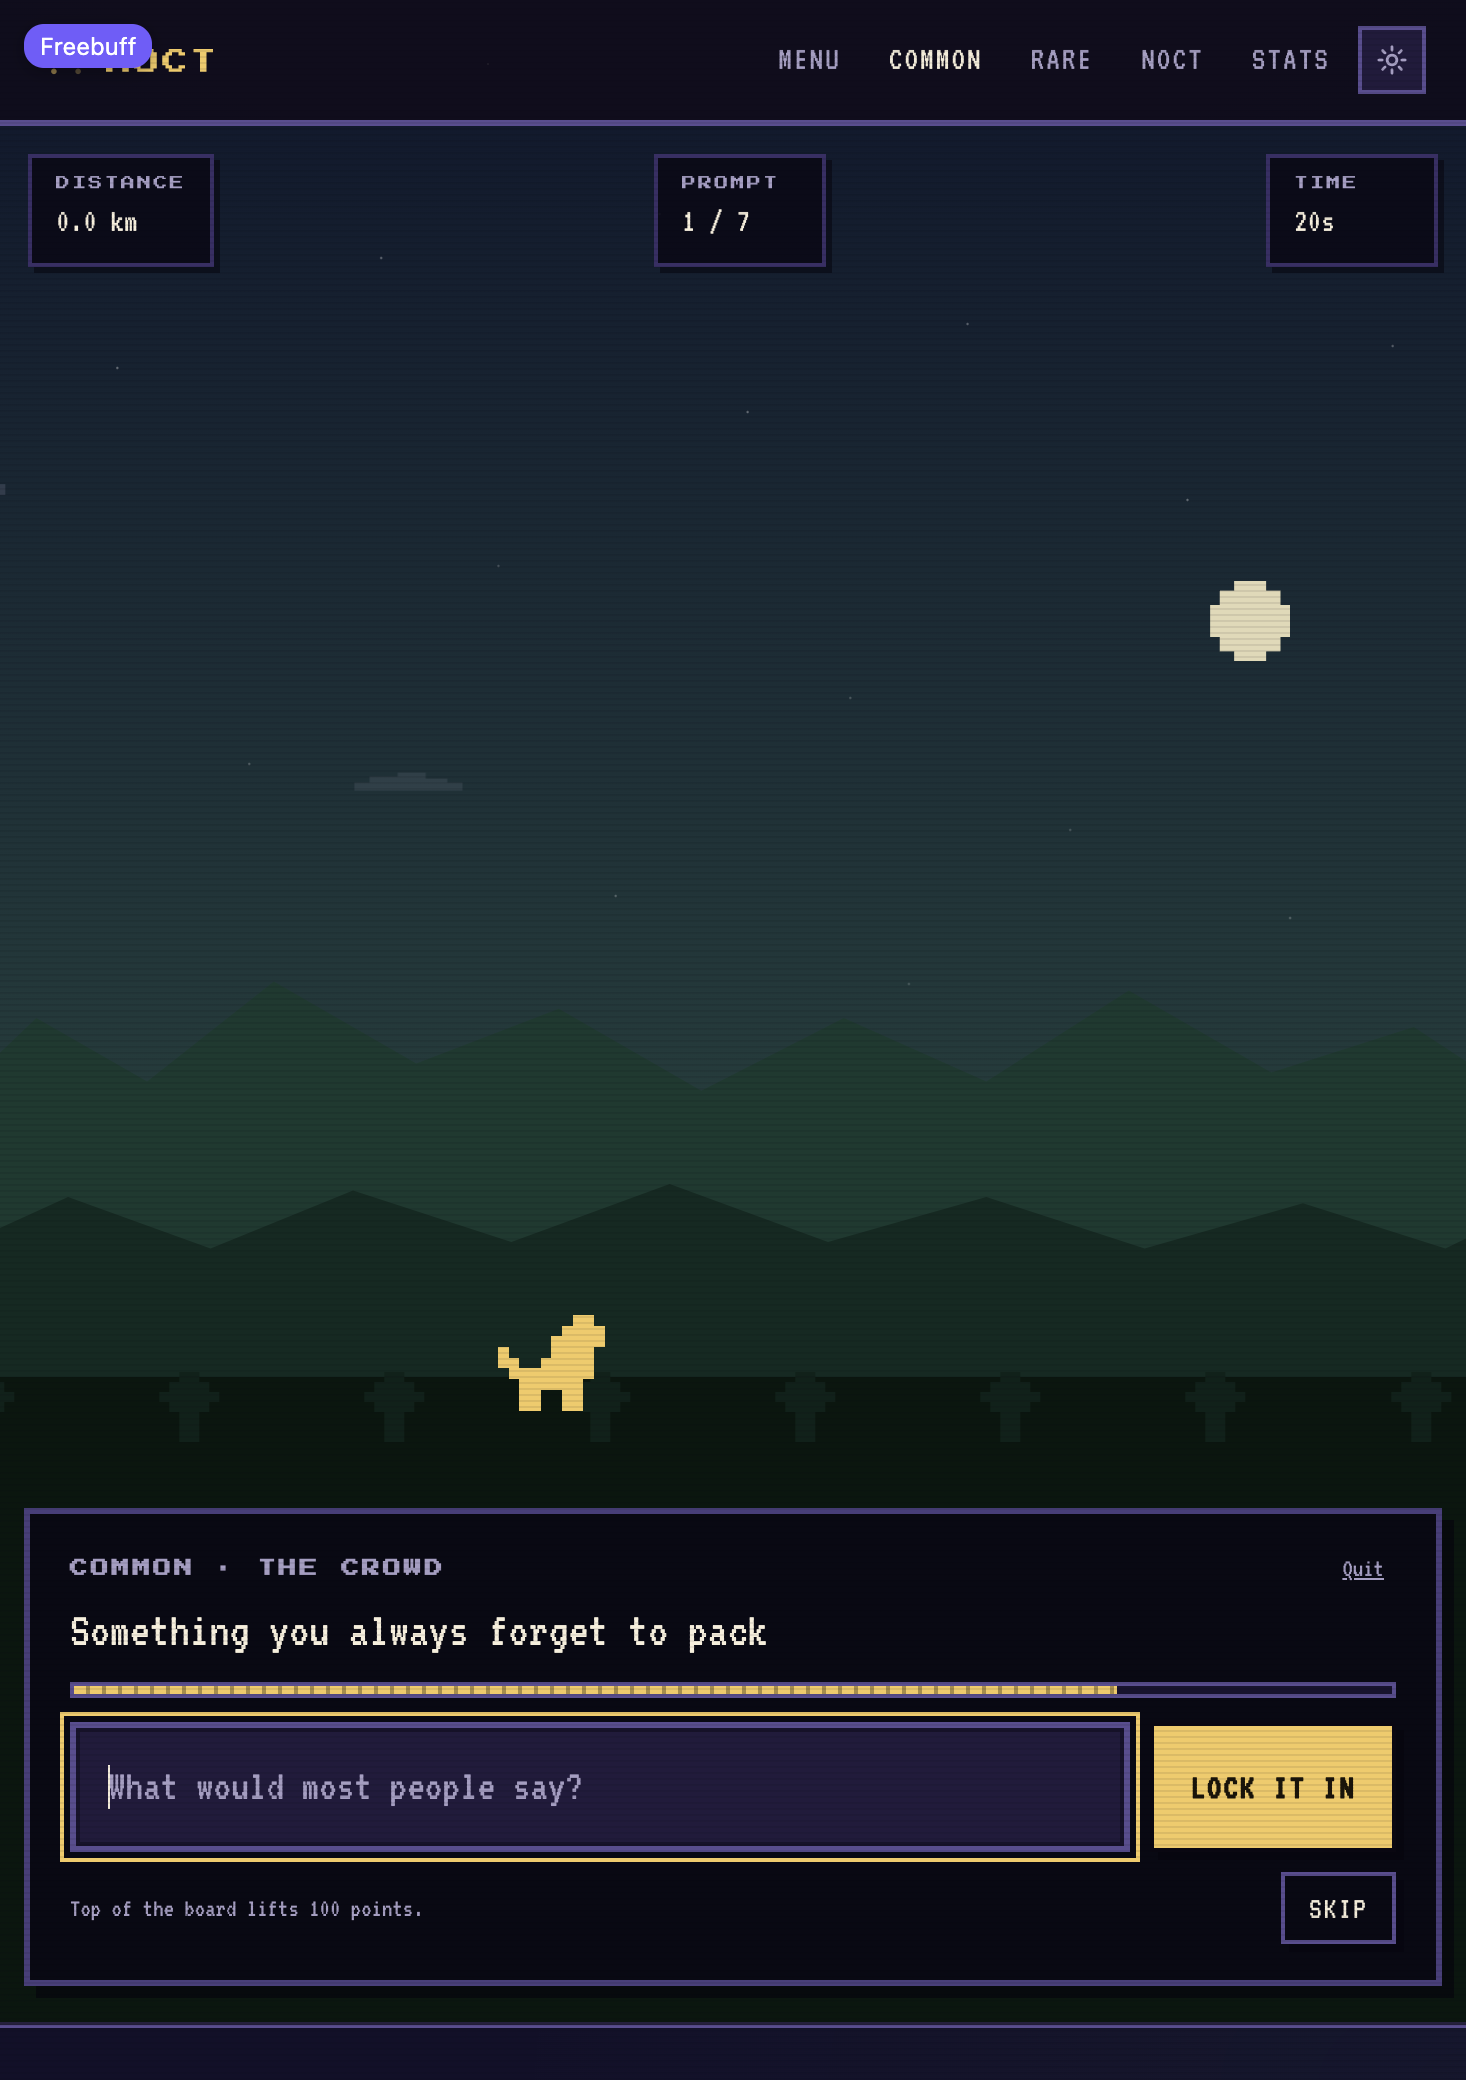 Freebuff
MENU COMMON RARE NOCT STATS
DISTANCE
0.0 km
PROMPT
1 / 7
TIME
20s
COMMON · THE CROWD
Quit
Something you always forget to pack
What would most people say?
LOCK IT IN
Top of the board lifts 100 points.
SKIP